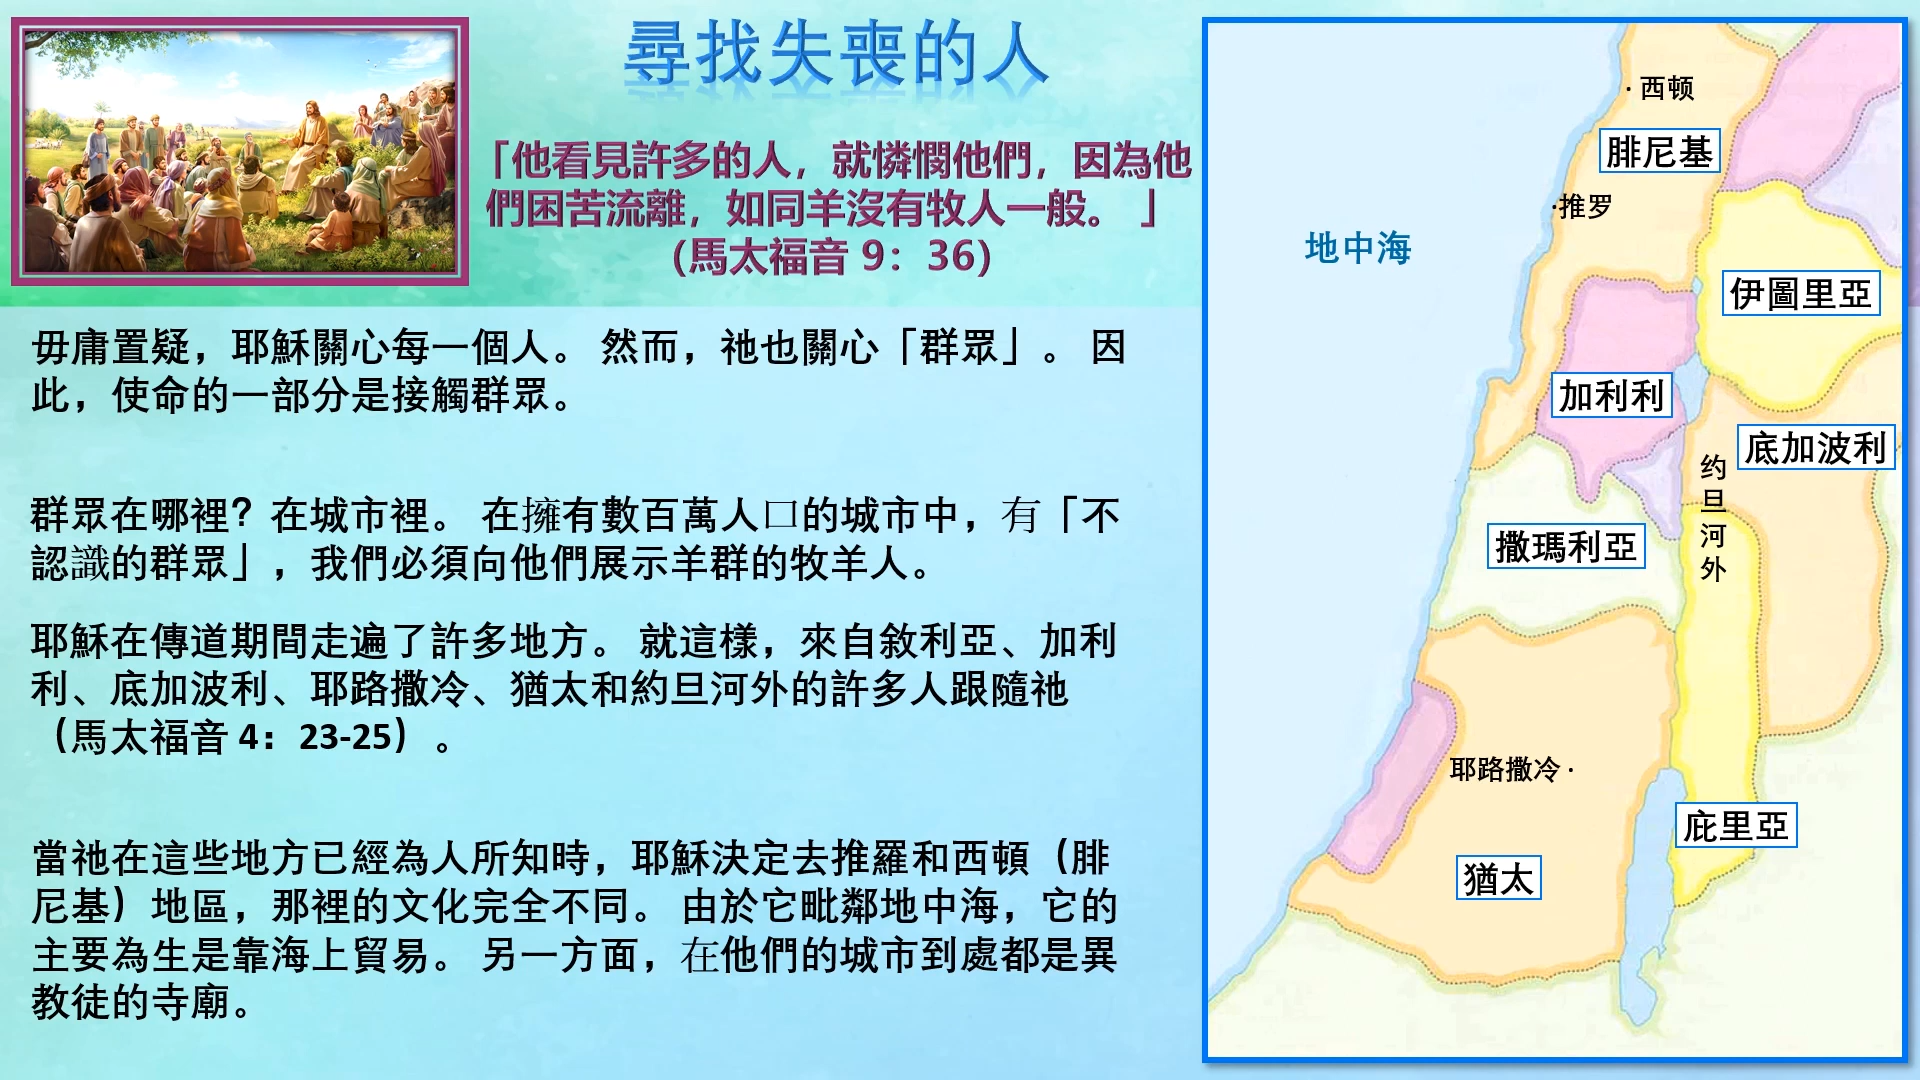 尋找失喪的人
「他看見許多的人，就憐憫他們，因為他
們困苦流離，如同羊沒有牧人一般。 」
（馬太福音 9：36）
毋庸置疑，耶穌關心每一個人。 然而，祂也關心「群眾」。 因
此，使命的一部分是接觸群眾。
群眾在哪裡？在城市裡。 在擁有數百萬人口的城市中，有「不
認識的群眾」，我們必須向他們展示羊群的牧羊人。
耶穌在傳道期間走遍了許多地方。 就這樣，來自敘利亞、加利
利、底加波利、耶路撒冷、猶太和約旦河外的許多人跟隨祂
（馬太福音 4：23-25）。
當祂在這些地方已經為人所知時，耶穌決定去推羅和西頓（腓
尼基）地區，那裡的文化完全不同。 由於它毗鄰地中海，它的
主要為生是靠海上貿易。 另一方面，在他們的城市到處都是異
教徒的寺廟。
· 西顿
腓尼基
·推罗
地中海
伊圖里亞
加利利
底加波利
约
旦
河
外
撒瑪利亞
耶路撒冷 ·
庇里亞
猶太